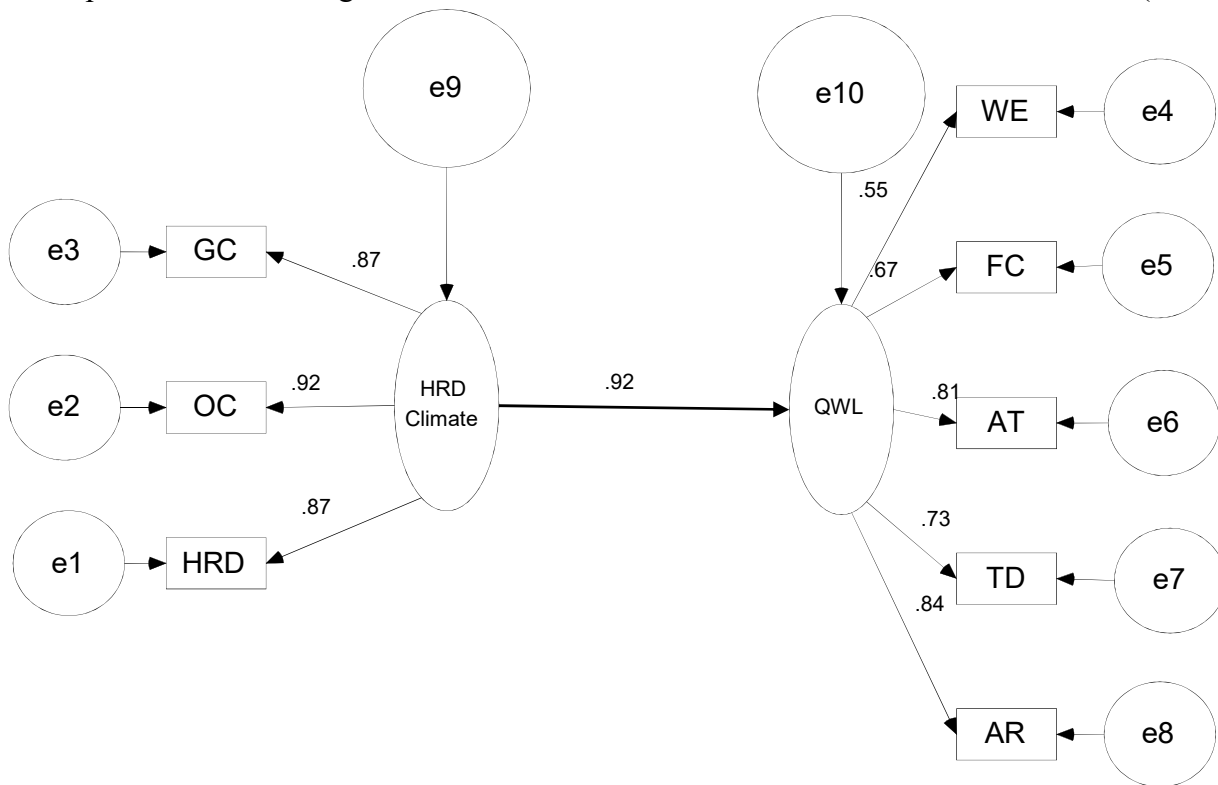 e9
e10
WE
e4
.55
e3
GC
.87
.67
FC
e5
e2
OC
.92
HRD
Climate
.92
QWL
.81
AT
e6
.87
.73
e1
HRD
TD
e7
.84
AR
e8